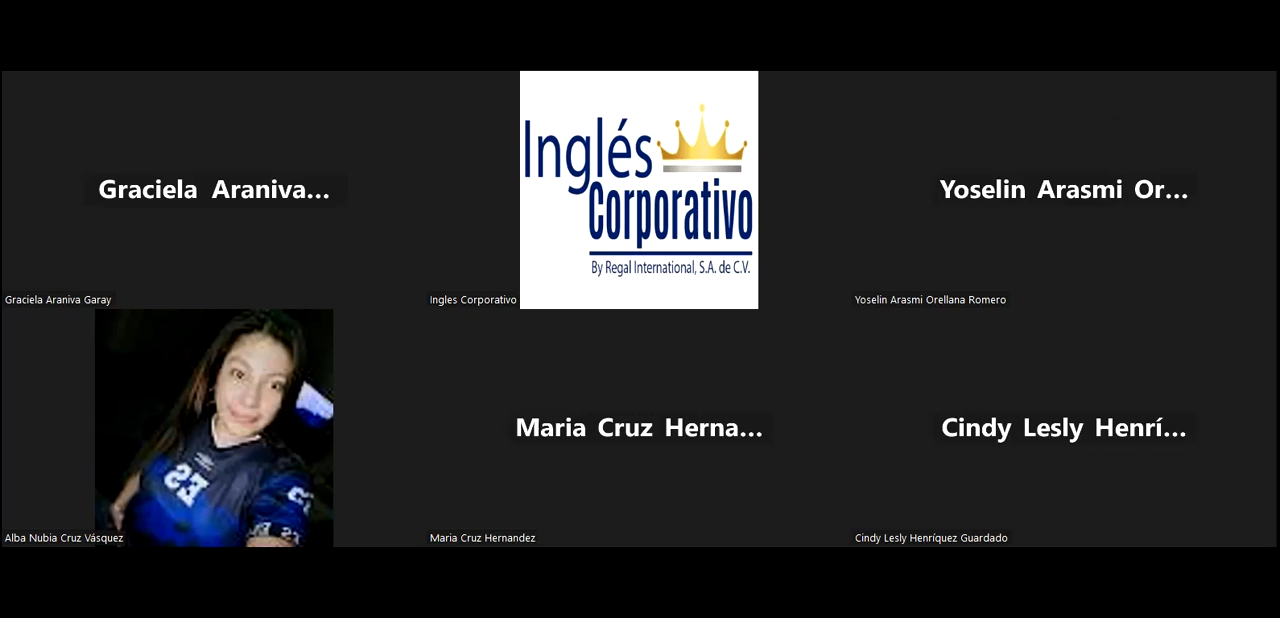 Graciela Araniva...
Graciela Araniva Garay
Inglés
Corporativo
By Regal International, S.A. de C.V.
Ingles Corporativo
Yoselin Arasmi Or...
Yoselin Arasmi Orellana Romero
ES
Alba Nubia Cruz Vásquez
Maria Cruz Herna...
Maria Cruz Hernandez
Cindy Lesly Henrí...
Cindy Lesly Henríquez Guardado